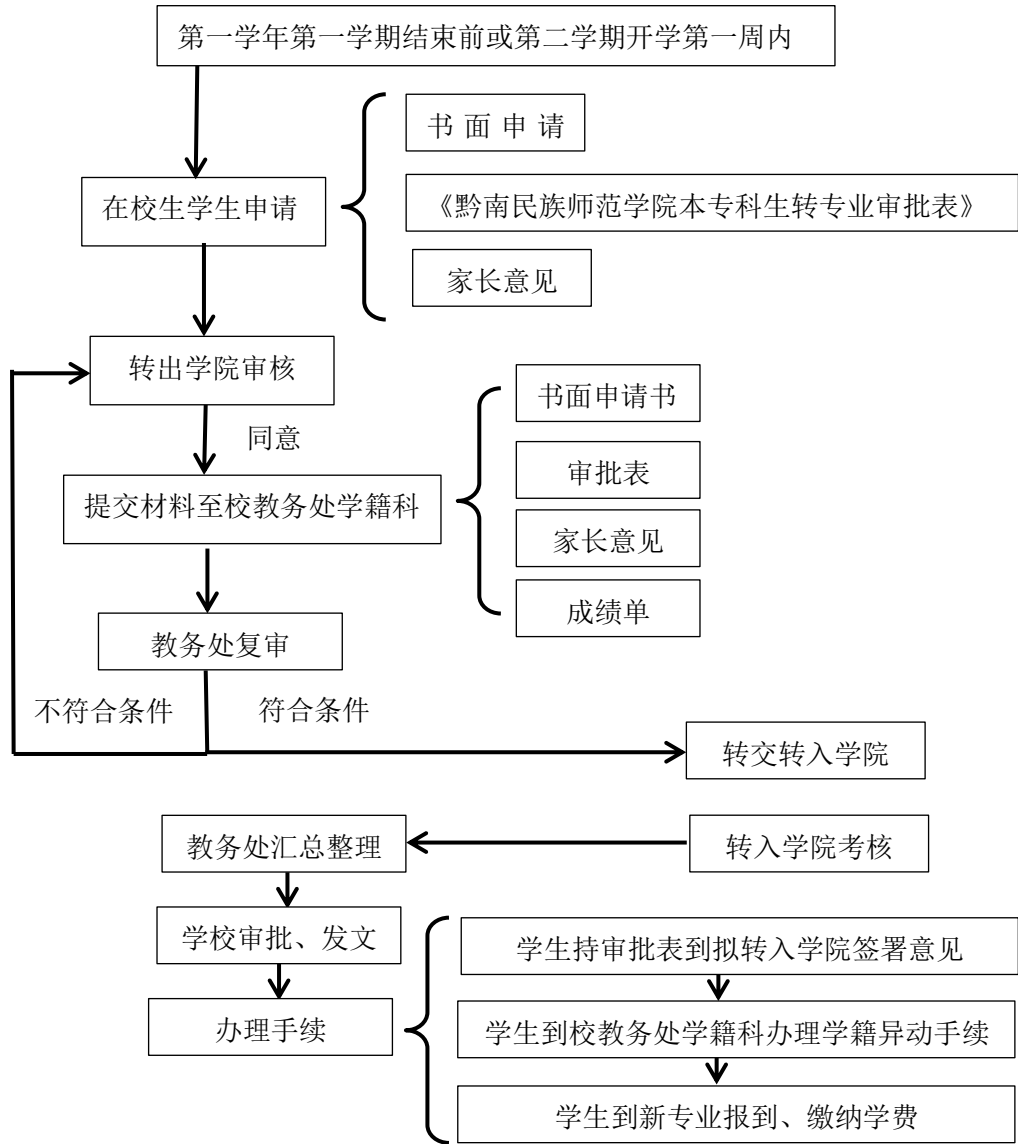 第一学年第一学期结束前或第二学期开学第一周内
书 面 申 请
在校生学生申请
《黔南民族师范学院本专科生转专业审批表》
家长意见
转出学院审核
书面申请书
同意
审批表
提交材料至校教务处学籍科
家长意见
成绩单
教务处复审
不符合条件
符合条件
转交转入学院
教务处汇总整理
转入学院考核
学校审批、发文
学生持审批表到拟转入学院签署意见
办理手续
学生到校教务处学籍科办理学籍异动手续
学生到新专业报到、缴纳学费